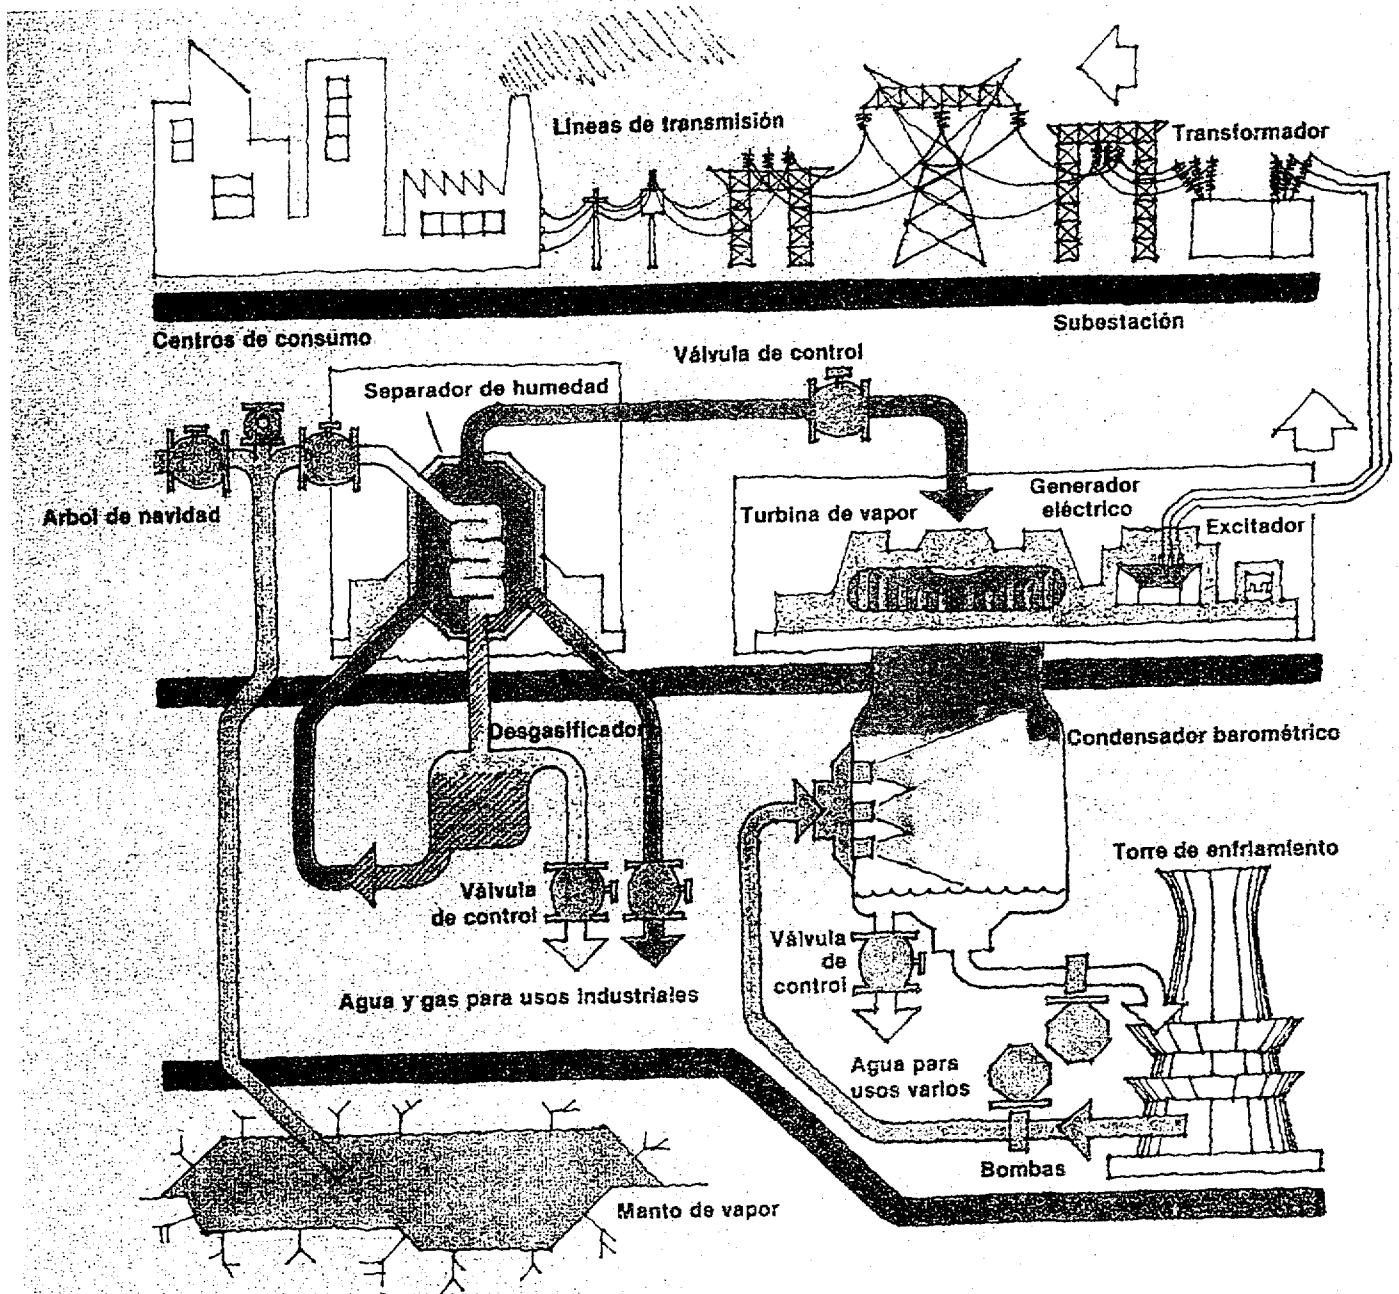 Líneas de transmisión
Transformador
Centros de consumo
Subestación
Válvula de control
Separador de humedad
Arbol de navidad
Turbina de vapor
Generador
eléctrico
Excitador
Desgasificador
Condensador barométrico
Válvula
de control
Torre de enfriamiento
Válvula
de
control
Agua y gas para usos industriales
Agua pars
usos varios
Bombas
Manto de vapor